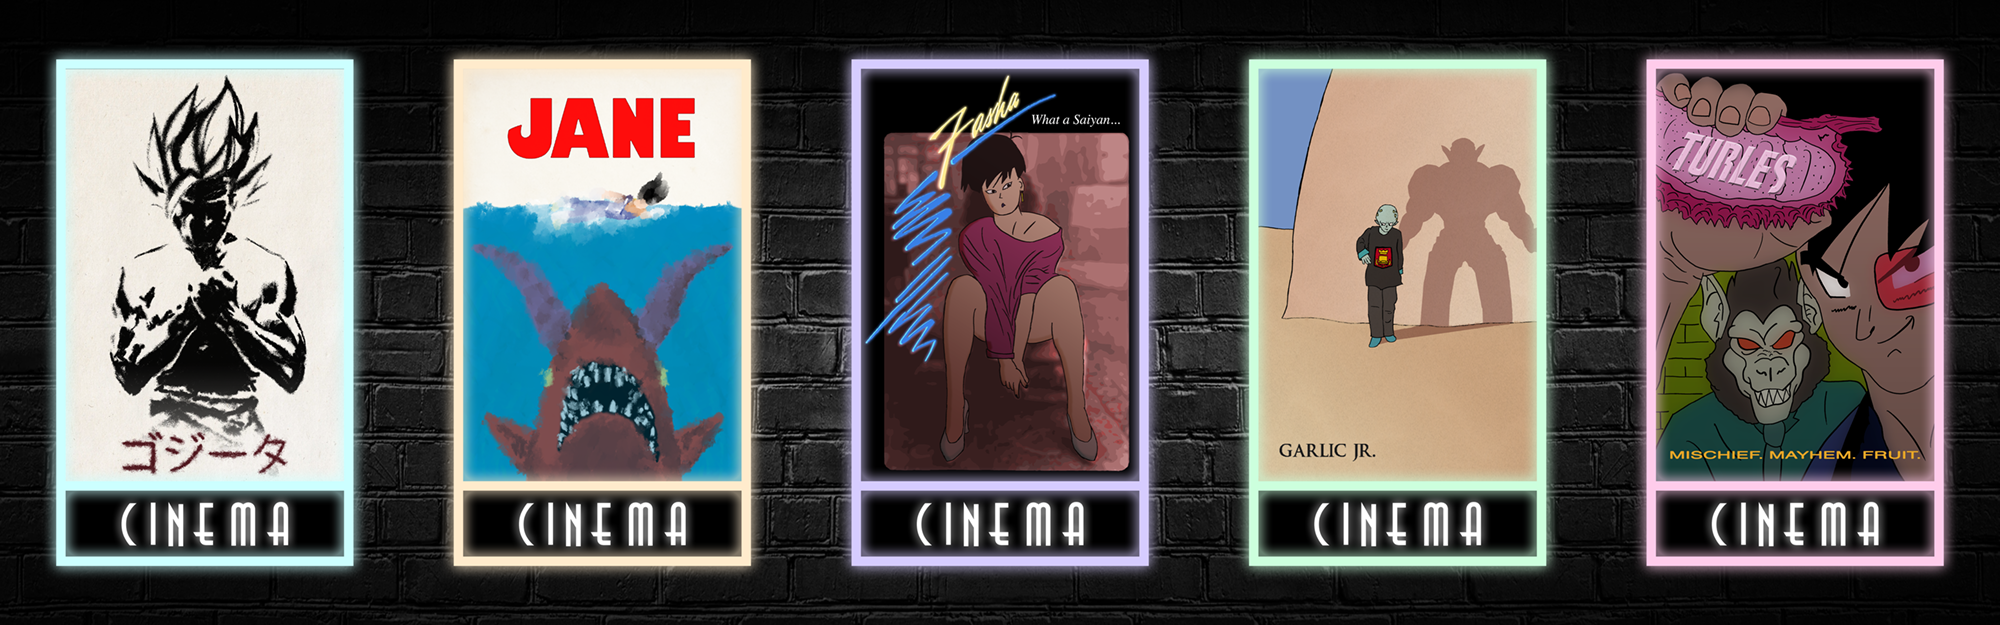 ゴジータ
CINEMA
JANE
CINEMA
Fasha
What a Saiyan...
CINEMA
GARLIC JR.
CINEMA
TURLES
MISCHIEF. MAYHEM. FRUIT.
CINEMA